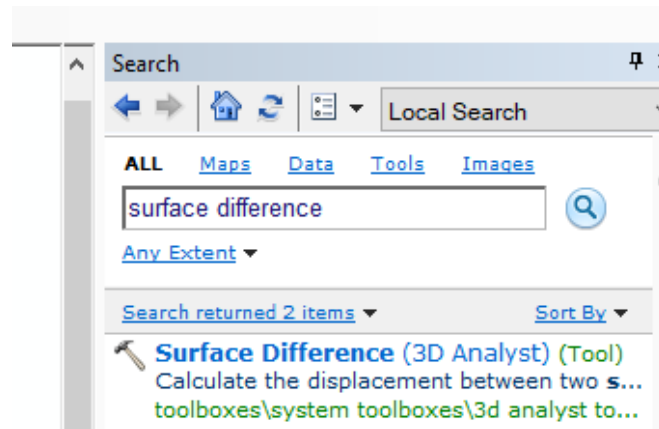 Search
Local Search
ALL Maps Data Tools Images
surface difference
Any Extent
Search returned 2 items Sort By
Surface Difference (3D Analyst) (Tool)
Calculate the displacement between two s...
toolboxes\system toolboxes\3d analyst to...